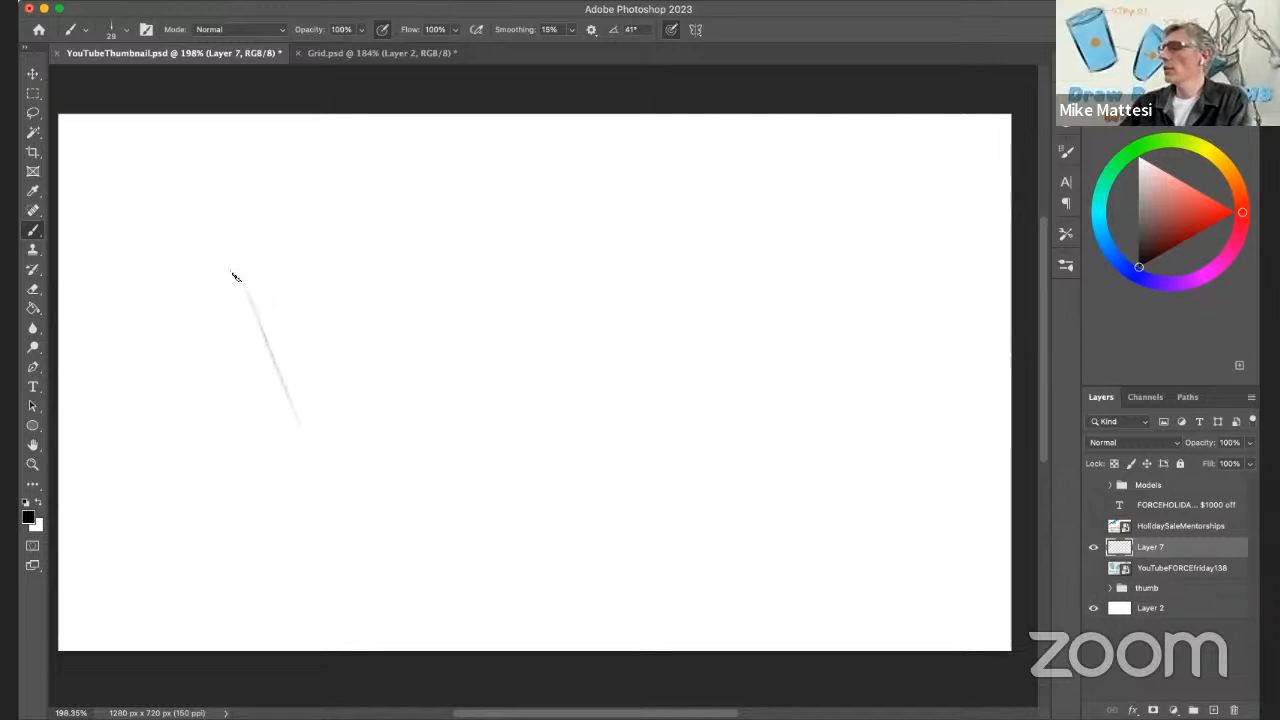 Adobe Photoshop 2023
Mode: Normal Opacity: 100% Flow: 100% Smoothing: 15% 41°
29
YouTubeThumbnail.psd @ 198% (Layer 7, RGB/8) * Grid.psd @ 184% (Layer 2, RGB/8) *
Mike Mattesi
Layers Channels Paths
Kind
Normal Opacity: 100%
Lock: Fill: 100%
Models
FORCEHOLIDA... $1000 off
HolidaySaleMentorships
Layer 7
YouTubeFORCEfriday138
thumb
Layer 2
zoom
198.35% 1280 px x 720 px (150 ppi)